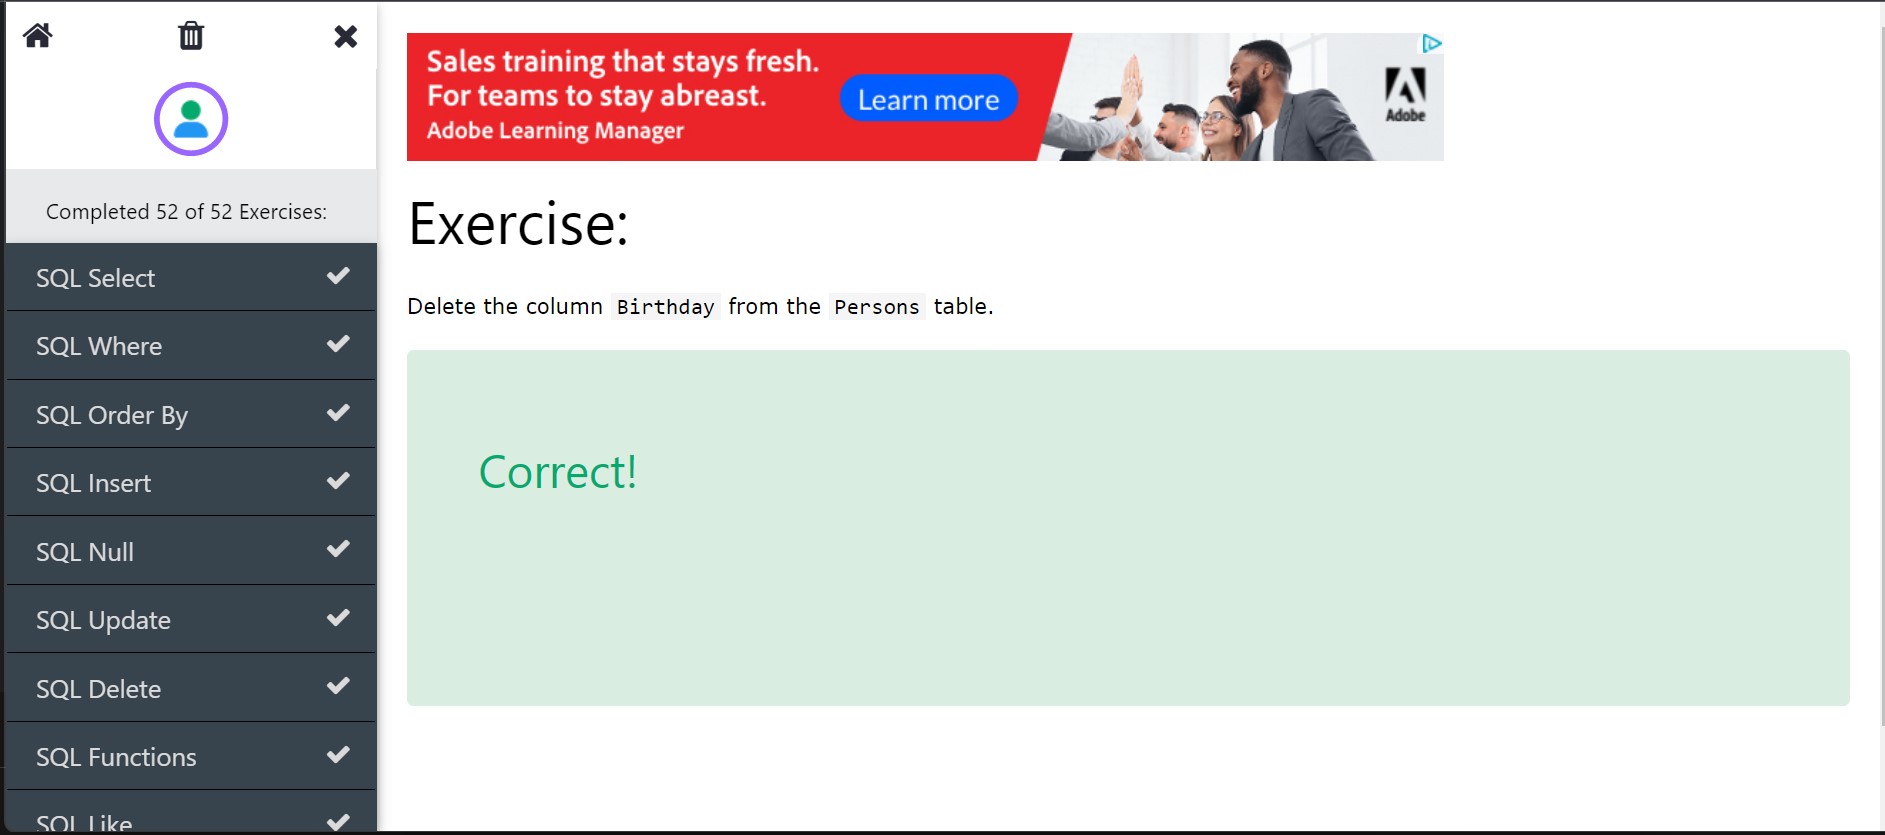 Completed 52 of 52 Exercises:
SQL Select
SQL Where
SQL Order By
SQL Insert
SQL Null
SQL Update
SQL Delete
SQL Functions
SQL Like
Sales training that stays fresh.
For teams to stay abreast.
Adobe Learning Manager
Learn more
Adobe
Exercise:
Delete the column Birthday from the Persons table.
Correct!